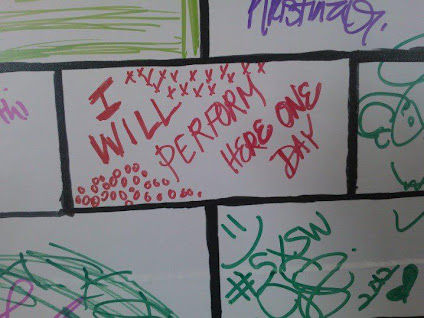 I
WILL
PERFORM
HERE ONE
DAY
#SXSW